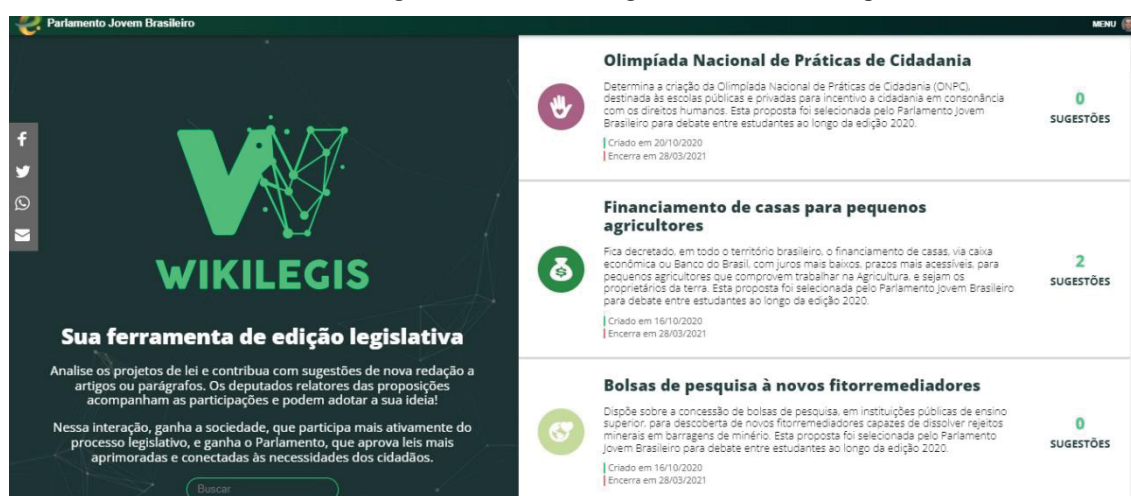 Parlamento Jovem Brasileiro
MENU
WIKILEGIS
Sua ferramenta de edição legislativa
Analise os projetos de lei e contribua com sugestões de nova redação a
artigos ou parágrafos. Os deputados relatores das proposições
acompanham as participações e podem adotar a sua ideia!
Nessa interação, ganha a sociedade, que participa mais ativamente do
processo legislativo, e ganha o Parlamento, que aprova leis mais
aprimoradas e conectadas às necessidades dos cidadãos.
Buscar
Olimpíada Nacional de Práticas de Cidadania
Determina a criação da Olimpíada Nacional de Práticas de Cidadania (ONPC),
destinada às escolas públicas e privadas para incentivo a cidadania em consonância
com os direitos humanos. Esta proposta foi selecionada pelo Parlamento Jovem
Brasileiro para debate entre estudantes ao longo da edição 2020.
Criado em 20/10/2020
Encerra em 28/03/2021
0
SUGESTÕES
Financiamento de casas para pequenos
agricultores
Fica decretado, em todo o território brasileiro, o financiamento de casas, via caixa
econômica ou Banco do Brasil, com juros mais baixos, prazos mais acessíveis, para
pequenos agricultores que comprovem trabalhar na Agricultura, e sejam os
proprietários da terra. Esta proposta foi selecionada pelo Parlamento Jovem Brasileiro
para debate entre estudantes ao longo da edição 2020.
Criado em 16/10/2020
Encerra em 28/03/2021
2
SUGESTÕES
Bolsas de pesquisa à novos fitorremediadores
Dispõe sobre a concessão de bolsas de pesquisa, em instituições públicas de ensino
superior, para descoberta de novos fitorremediadores capazes de dissolver rejeitos
minerais em barragens de minério. Esta proposta foi selecionada pelo Parlamento
Jovem Brasileiro para debate entre estudantes ao longo da edição 2020.
Criado em 16/10/2020
Encerra em 28/03/2021
0
SUGESTÕES